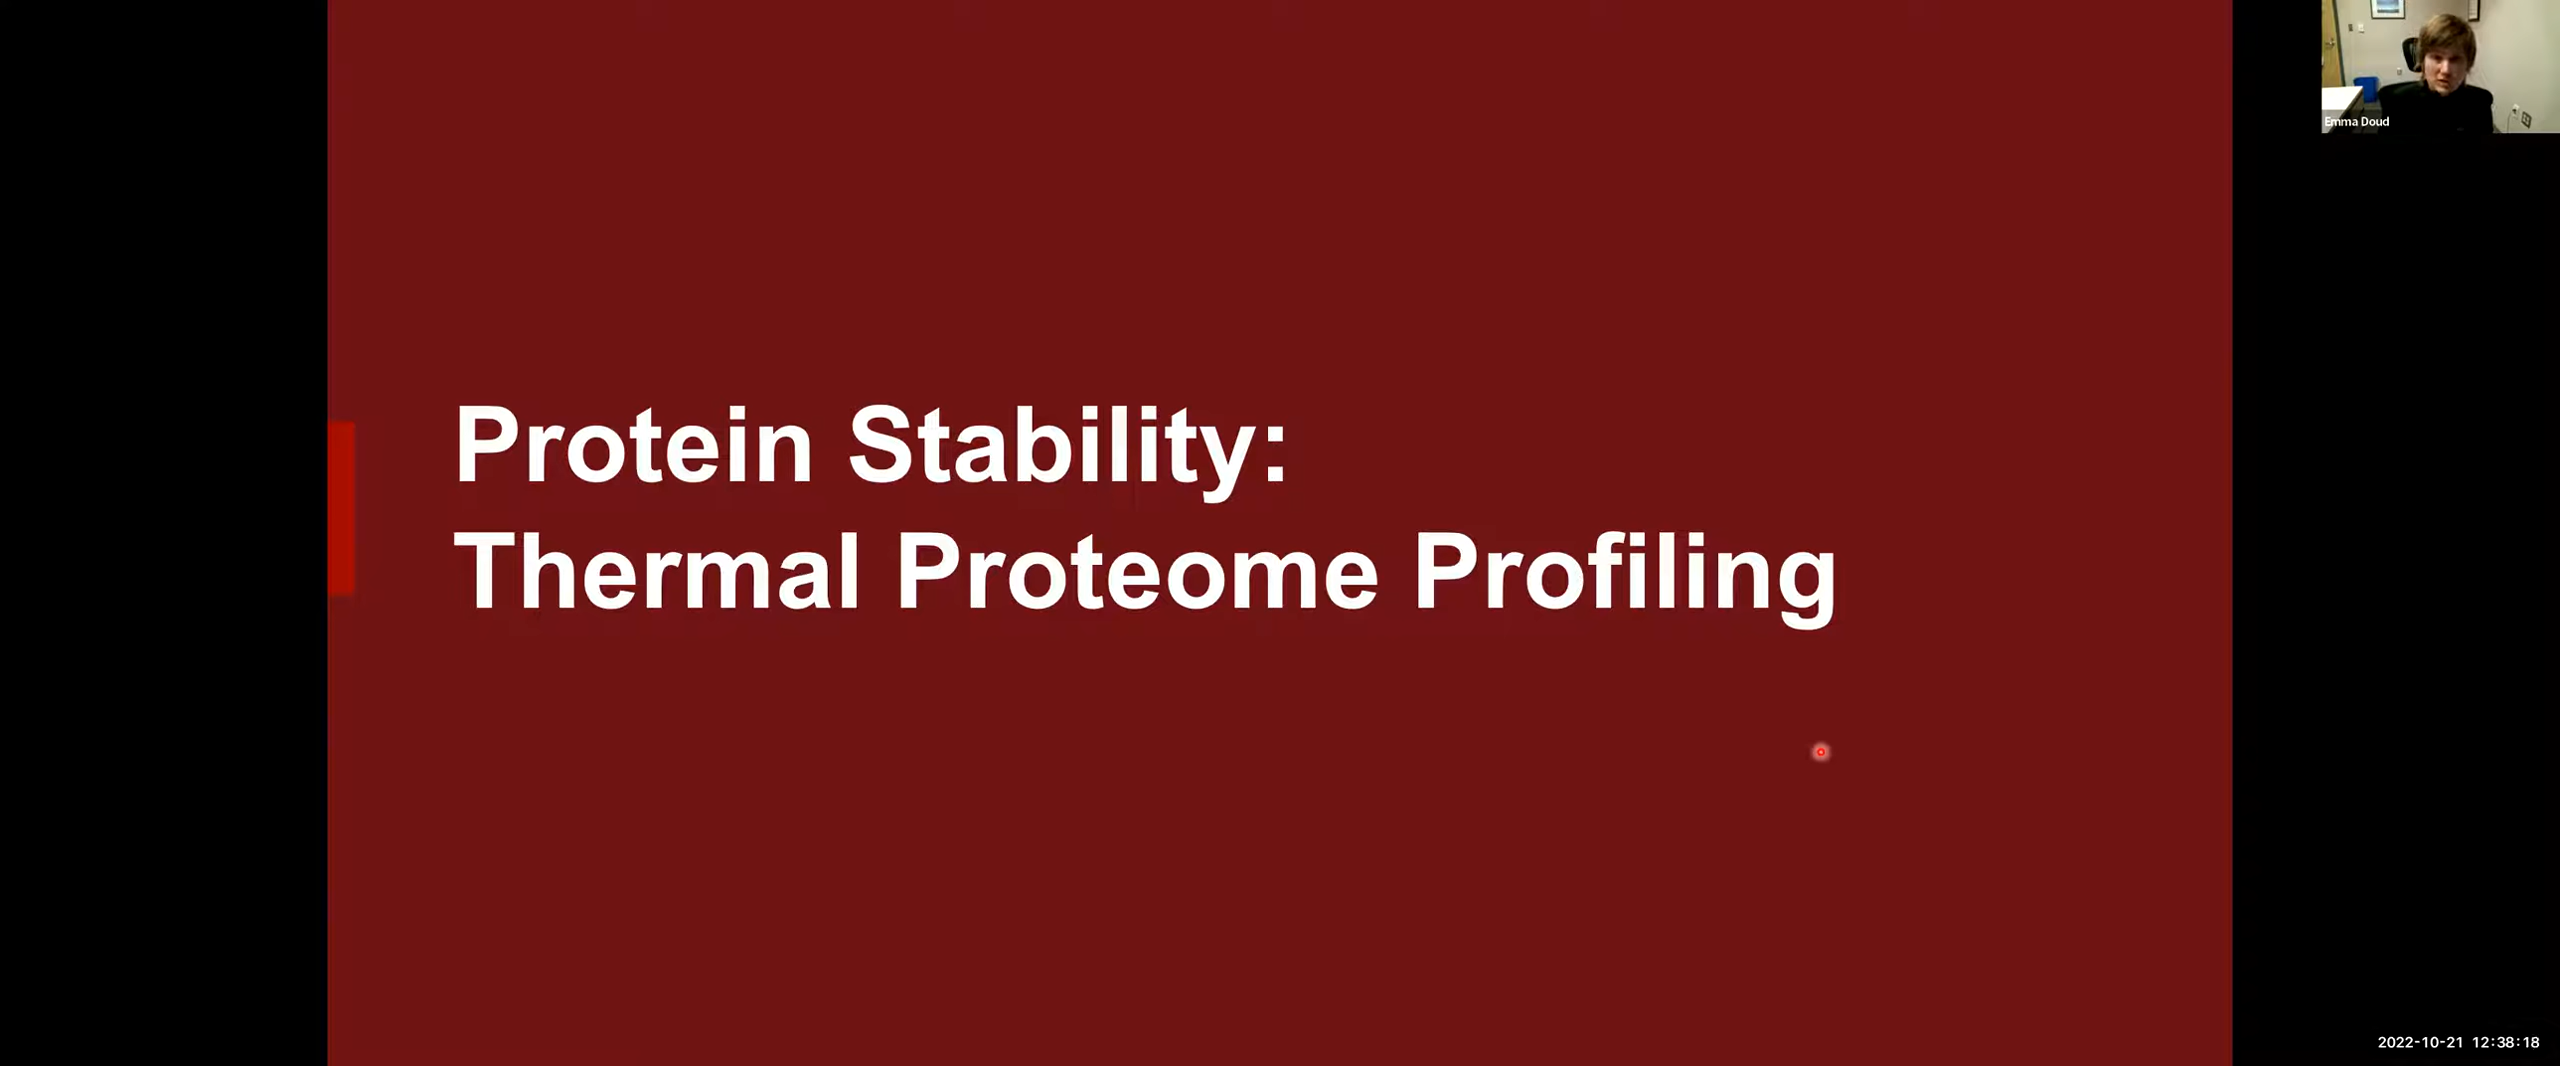 Emma Doud
Protein Stability:
Thermal Proteome Profiling
2022-10-21 12:38:18